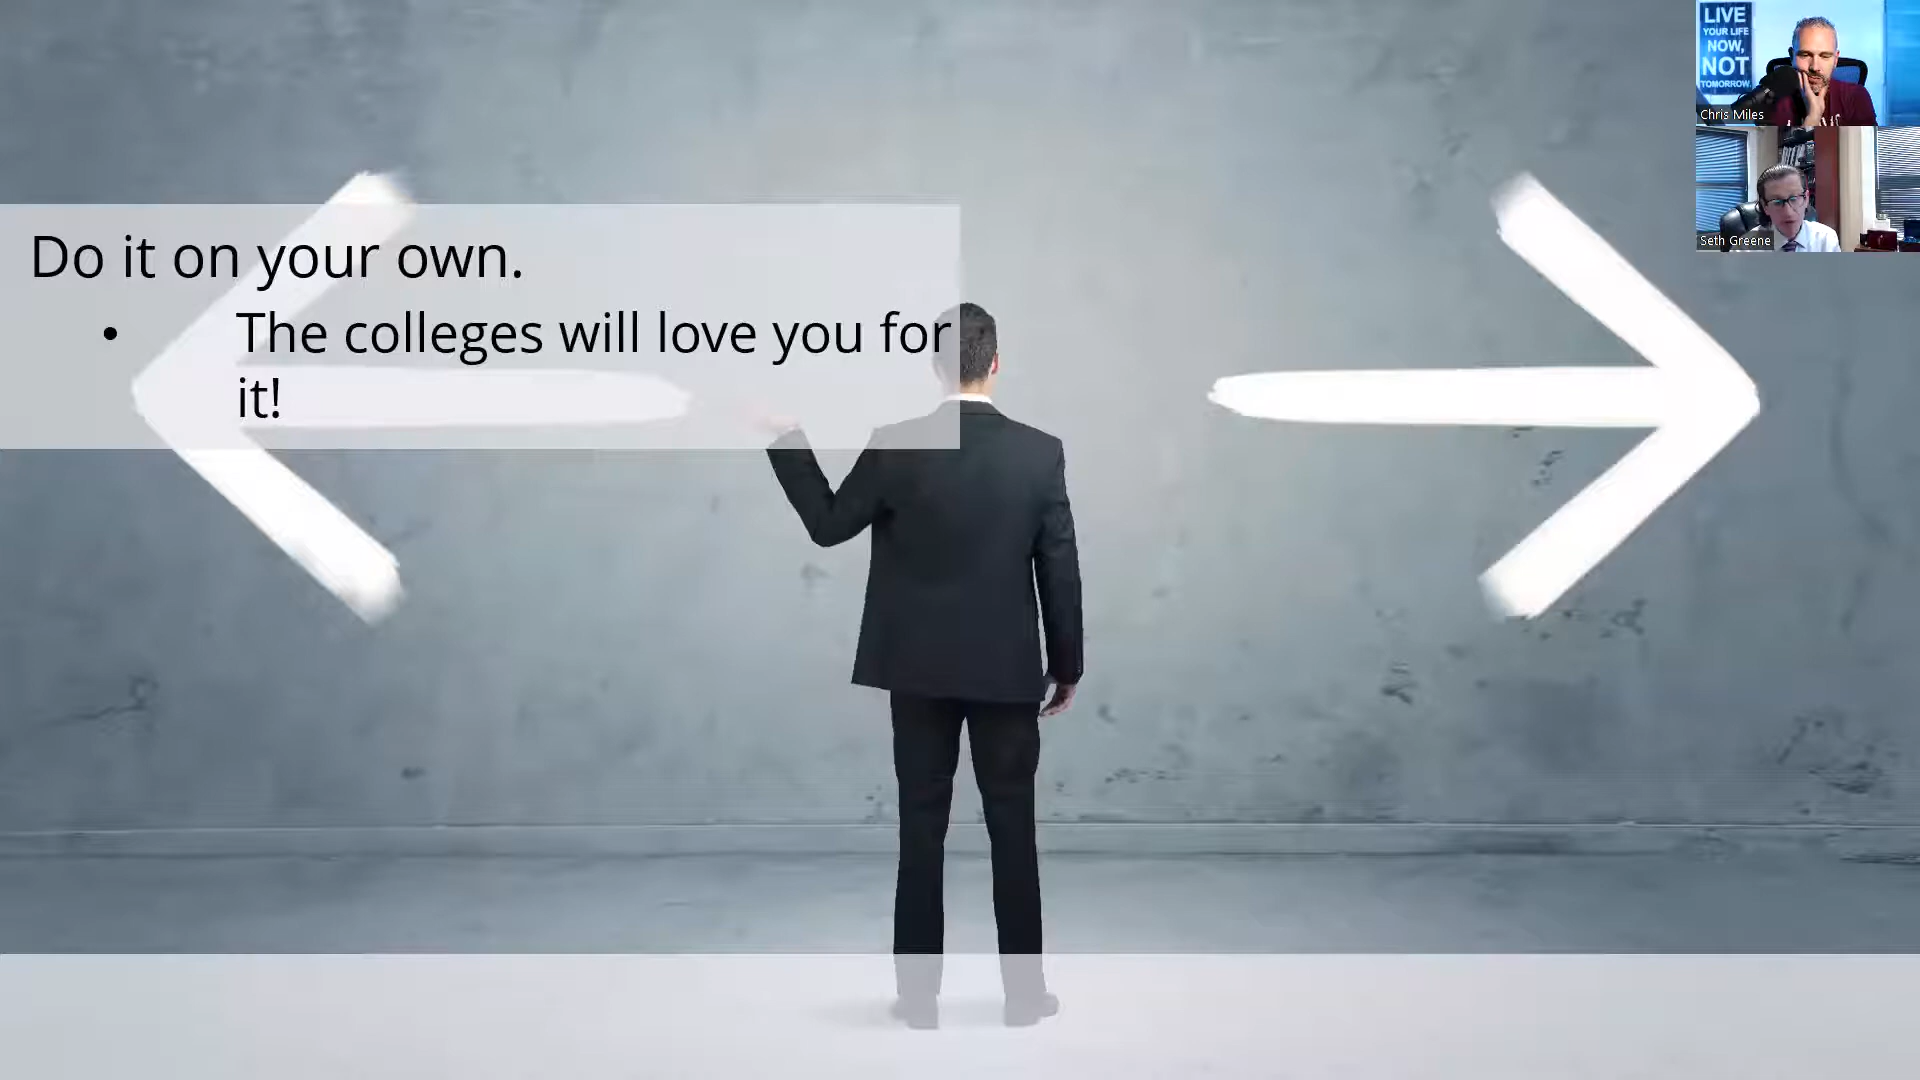 Do it on your own.
• The colleges will love you for
it!
LIVE
YOUR LIFE
NOW,
NOT
TOMORROW
Chris Miles
Seth Greene